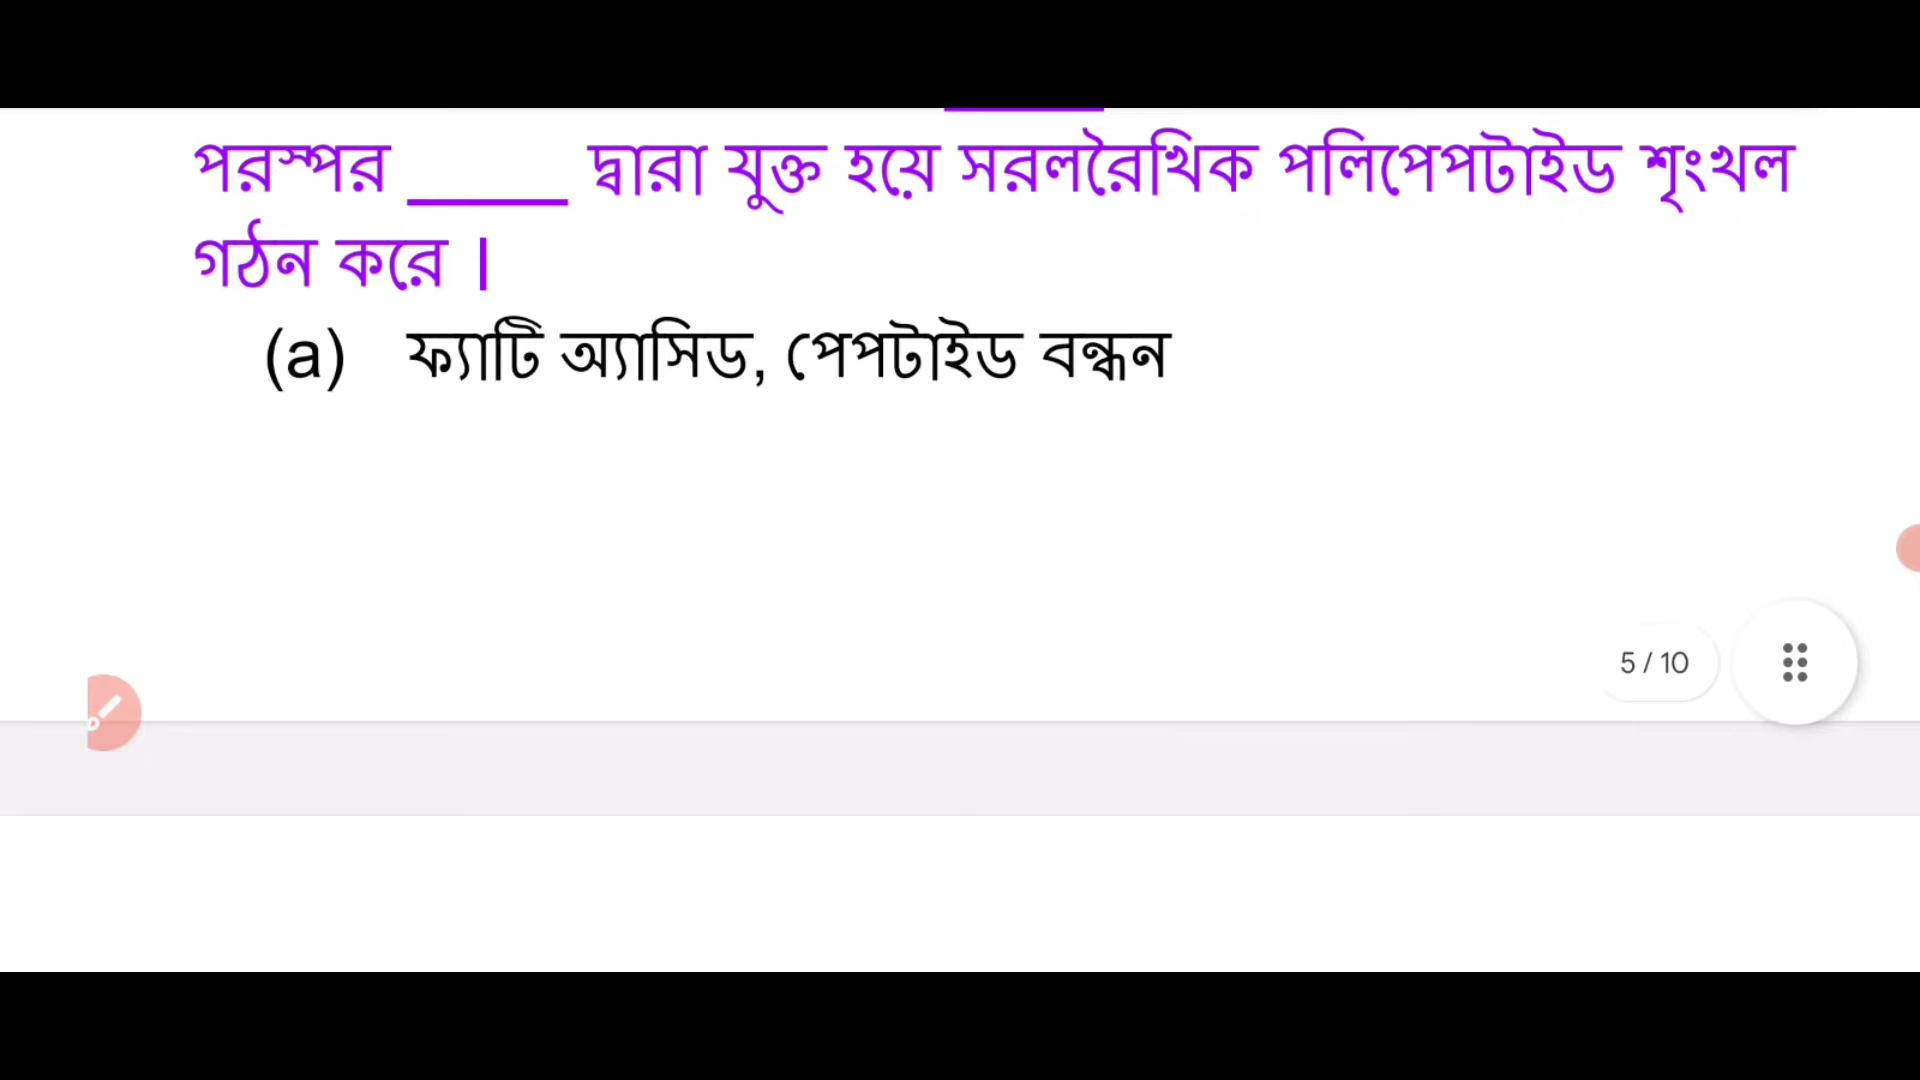 পরস্পর _____ দ্বারা যুক্ত হয়ে সরলরৈখিক পলিপেপটাইড শৃংখল
গঠন করে |
(a) ফ্যাটি অ্যাসিড, পেপটাইড বন্ধন
5 / 10